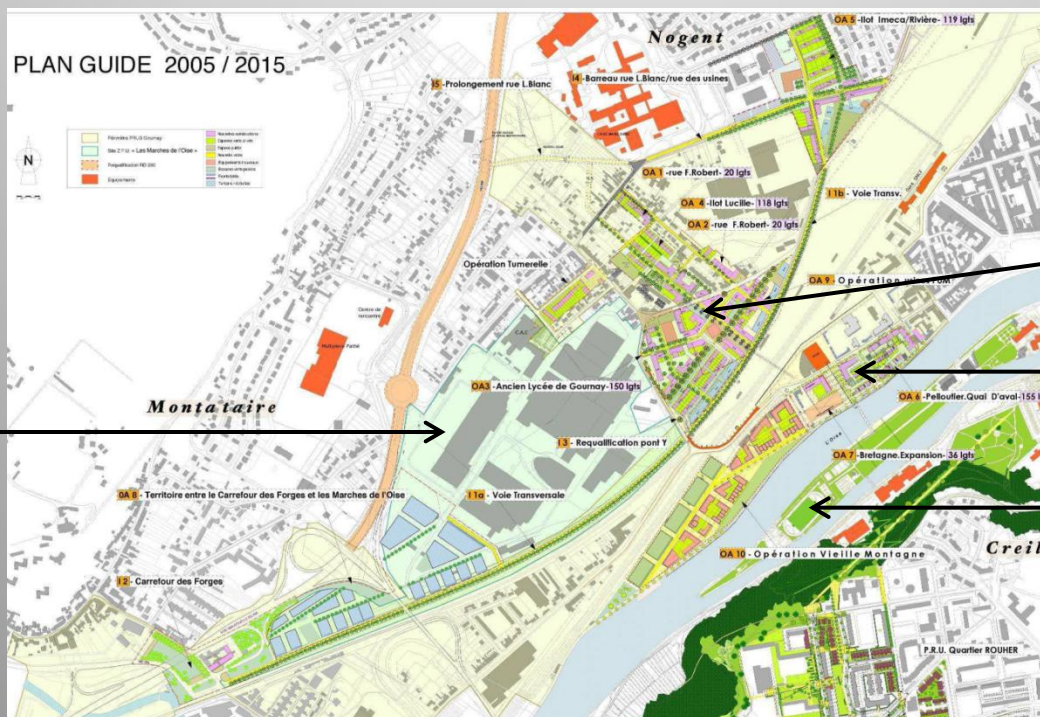 Nogent
OA 5 -Ilot Imeca/Rivière- 119 lgts
PLAN GUIDE 2005 / 2015
I5 -Prolongement rue L.Blanc
I4 -Barreau rue L.Blanc/rue des usines
N
Equipements
OA 1 -rue F.Robert- 20 lgts
OA 4 -Ilot Lucille- 118 lgts
I 1b - Voie Transv.
OA 2 -rue F.Robert- 20 lgts
Opération Tumerelle
OA 9 - Opération
Centre de
rencontre
C.A.C
OA3 -Ancien Lycée de Gournay-150 lgts
OA 6 -Pelloutier.Quai D'aval-155
Montataire
L'Oise
I 3 - Requalification pont Y
OA 7 -Bretagne.Expansion- 36 lgts
OA 8 - Territoire entre le Carrefour des Forges et les Marches de l'Oise
I 1a - Voie Transversale
OA 10 -Opération Vieille Montagne
Creil
I 2 - Carrefour des Forges
P.R.U. Quartier ROUHER